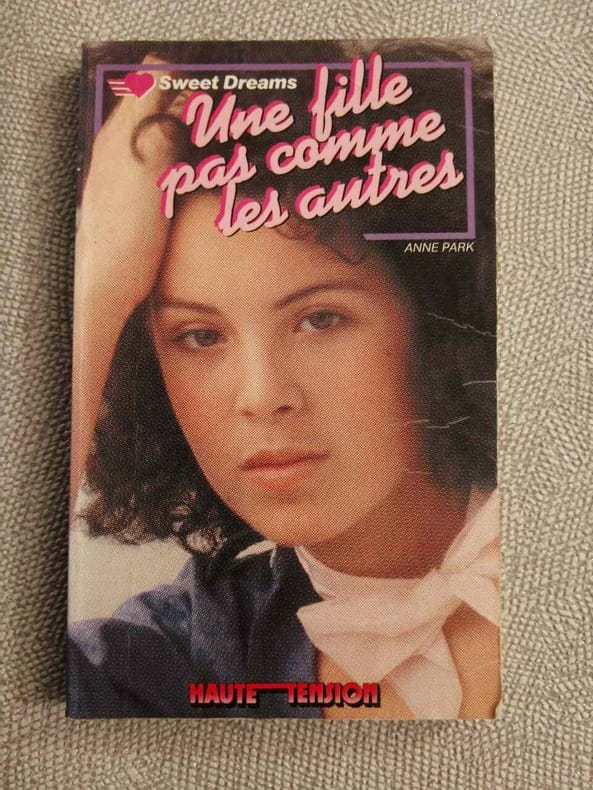 Sweet Dreams
Une fille
pas comme
les autres
ANNE PARK
HAUTE TENSION